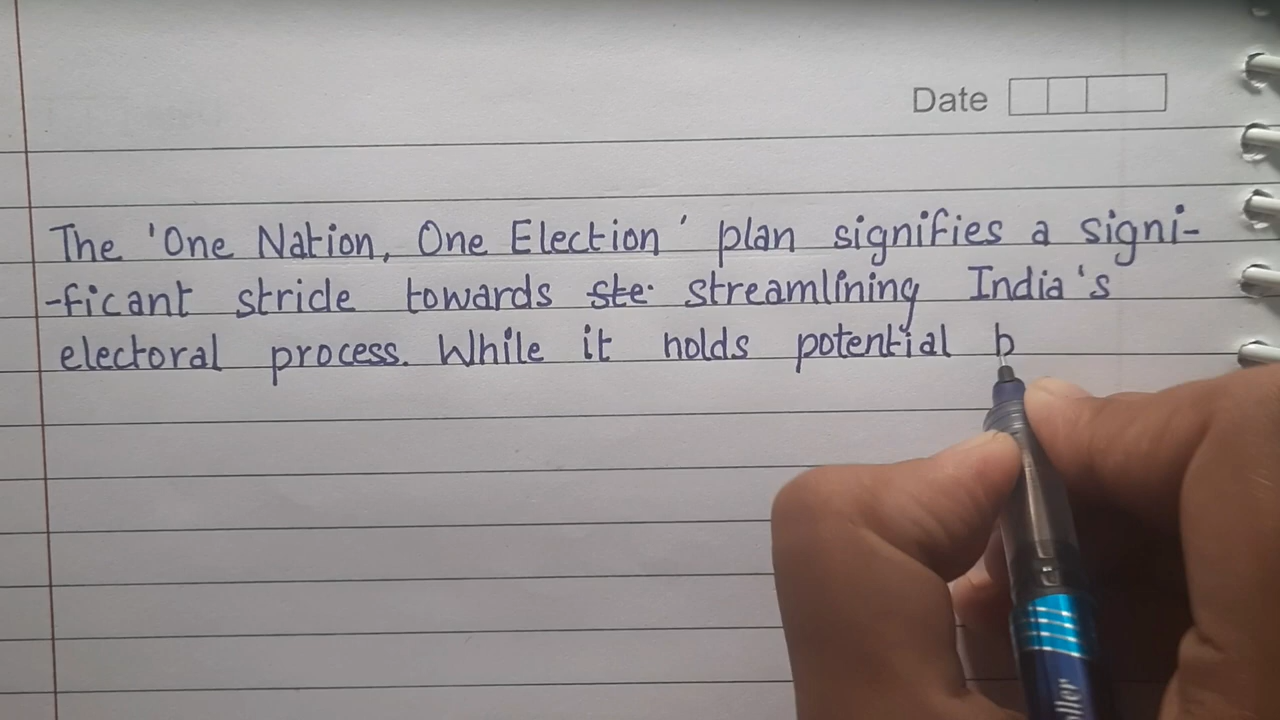 Date
The 'One Nation, One Election' plan signifies a signi-
-ficant stride towards ste streamlining India's
electoral process. While it holds potential b
ller